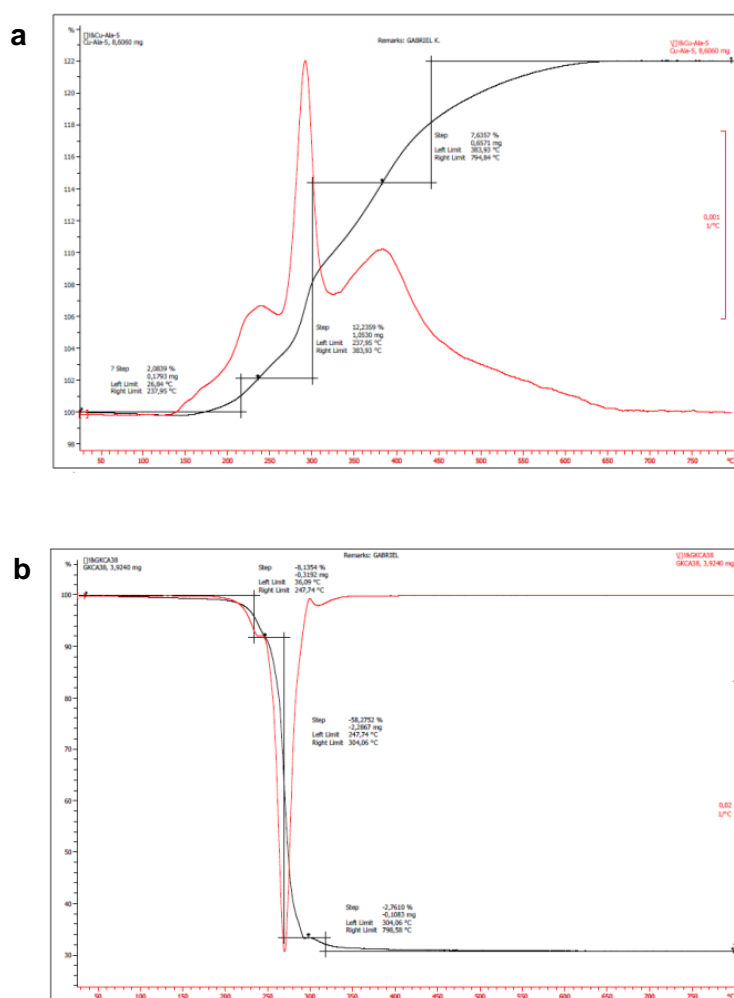 a
%
[]!&Cu-Ala-5
Cu-Ala-5, 8,6060 mg
Remarks: GABRIEL K.
\[]!&Cu-Ala-5
Cu-Ala-5, 8,6060 mg
122
120
118
116
114
112
110
108
106
104
102
100
98
Step 7,6357 %
0,6571 mg
Left Limit 383,93 °C
Right Limit 794,84 °C
0,001
1/°C
Step 12,2359 %
1,0530 mg
Left Limit 237,95 °C
Right Limit 383,93 °C
? Step 2,0839 %
0,1793 mg
Left Limit 26,84 °C
Right Limit 237,95 °C
50 100 150 200 250 300 350 400 450 500 550 600 650 700 750 °C
b
%
[]!&GKCA38
GKCA38, 3,9240 mg
Remarks: GABRIEL
\[]!&GKCA38
GKCA38, 3,9240 mg
Step -8,1354 %
-0,3192 mg
Left Limit 36,09 °C
Right Limit 247,74 °C
100
90
80
70
60
50
40
30
Step -58,2752 %
-2,2867 mg
Left Limit 247,74 °C
Right Limit 304,06 °C
0,02
1/°C
Step -2,7610 %
-0,1083 mg
Left Limit 304,06 °C
Right Limit 798,58 °C
50 100 150 200 250 300 350 400 450 500 550 600 650 700 750 °C